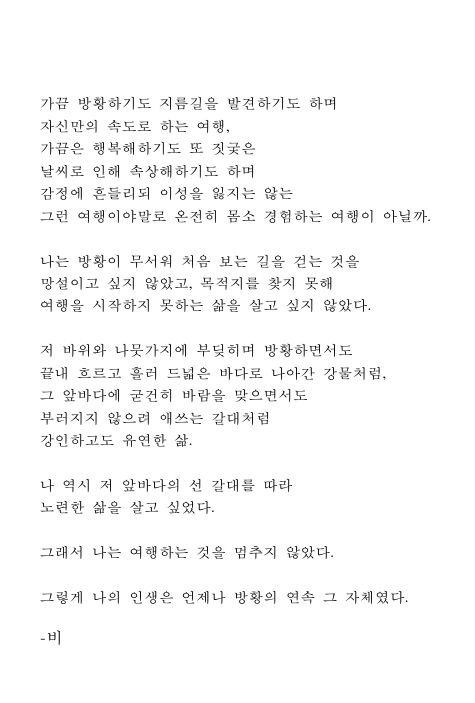 가끔 방황하기도 지름길을 발견하기도 하며
자신만의 속도로 하는 여행,
가끔은 행복해하기도 또 짓궂은
날씨로 인해 속상해하기도 하며
감정에 흔들리되 이성을 잃지는 않는
그런 여행이야말로 온전히 몸소 경험하는 여행이 아닐까.
나는 방황이 무서워 처음 보는 길을 걷는 것을
망설이고 싶지 않았고, 목적지를 찾지 못해
여행을 시작하지 못하는 삶을 살고 싶지 않았다.
저 바위와 나뭇가지에 부딪히며 방황하면서도
끝내 흐르고 흘러 드넓은 바다로 나아간 강물처럼,
그 앞바다에 굳건히 바람을 맞으면서도
부러지지 않으려 애쓰는 갈대처럼
강인하고도 유연한 삶.
나 역시 저 앞바다의 선 갈대를 따라
노련한 삶을 살고 싶었다.
그래서 나는 여행하는 것을 멈추지 않았다.
그렇게 나의 인생은 언제나 방황의 연속 그 자체였다.
-비